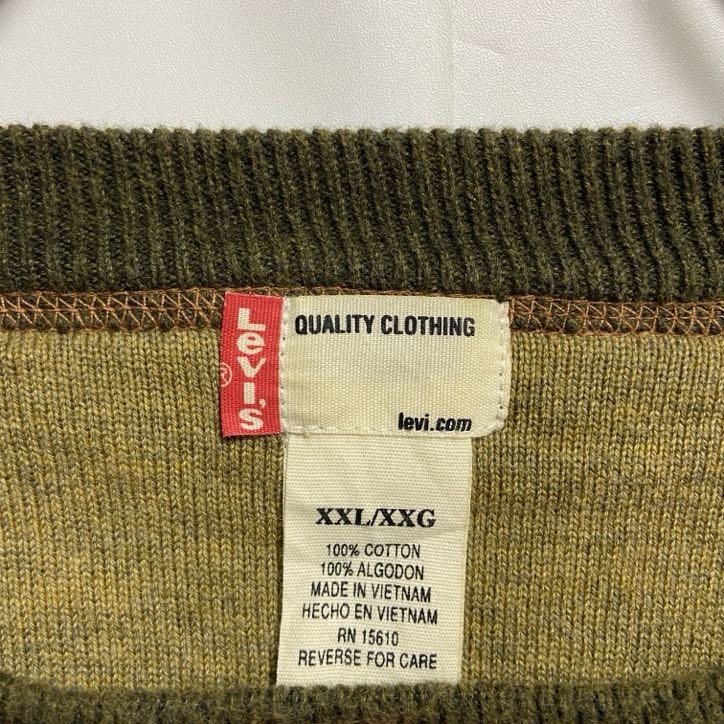 LeVI'S
®
QUALITY CLOTHING
levi.com
XXL/XXG
100% COTTON
100% ALGODON
MADE IN VIETNAM
HECHO EN VIETNAM
RN 15610
REVERSE FOR CARE